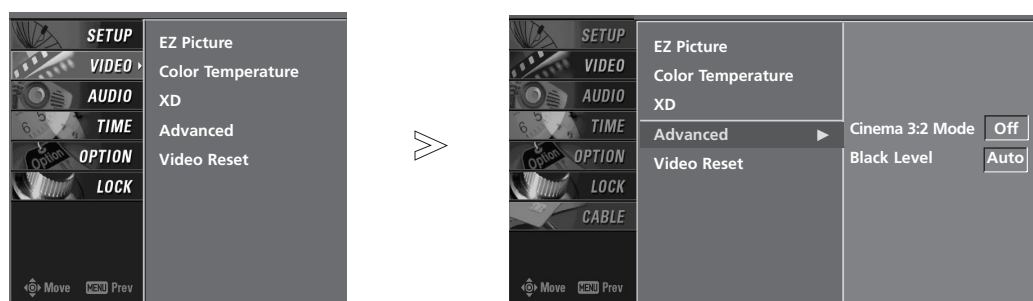 SETUP
VIDEO
AUDIO
TIME
OPTION
LOCK
EZ Picture
Color Temperature
XD
Advanced
Video Reset
Move MENU Prev
SETUP
VIDEO
AUDIO
TIME
OPTION
LOCK
CABLE
EZ Picture
Color Temperature
XD
Advanced
Video Reset
Cinema 3:2 Mode Off
Black Level Auto
Move MENU Prev